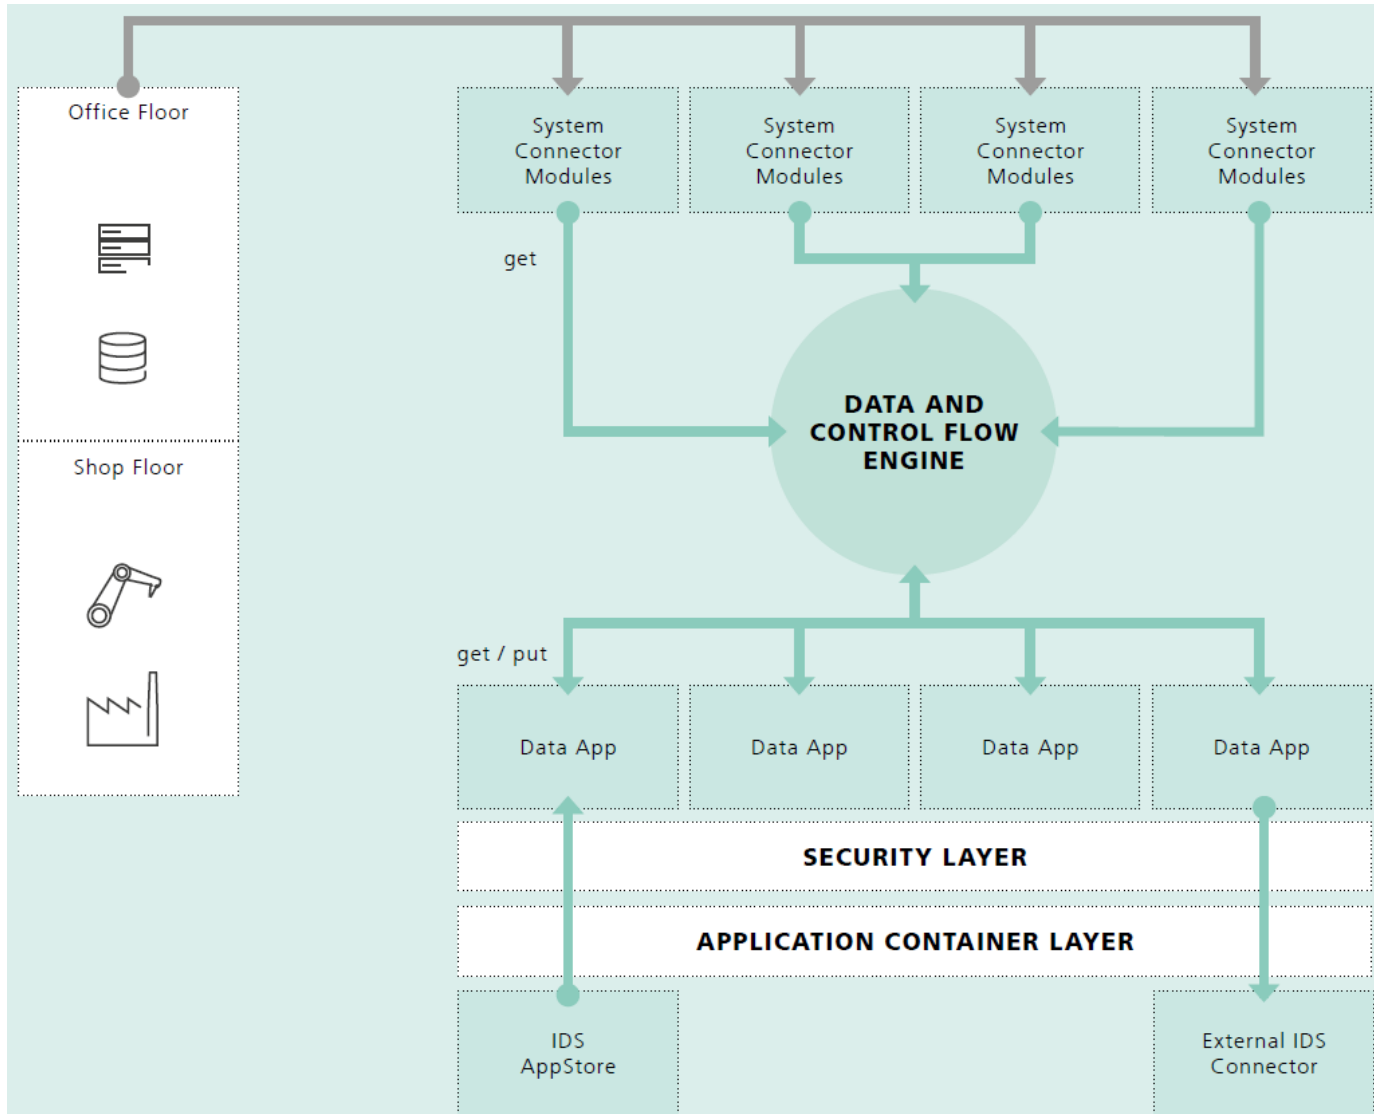 Office Floor
System
Connector
Modules
System
Connector
Modules
System
Connector
Modules
System
Connector
Modules
get
DATA AND
CONTROL FLOW
ENGINE
Shop Floor
get / put
Data App
Data App
Data App
Data App
SECURITY LAYER
APPLICATION CONTAINER LAYER
IDS
AppStore
External IDS
Connector